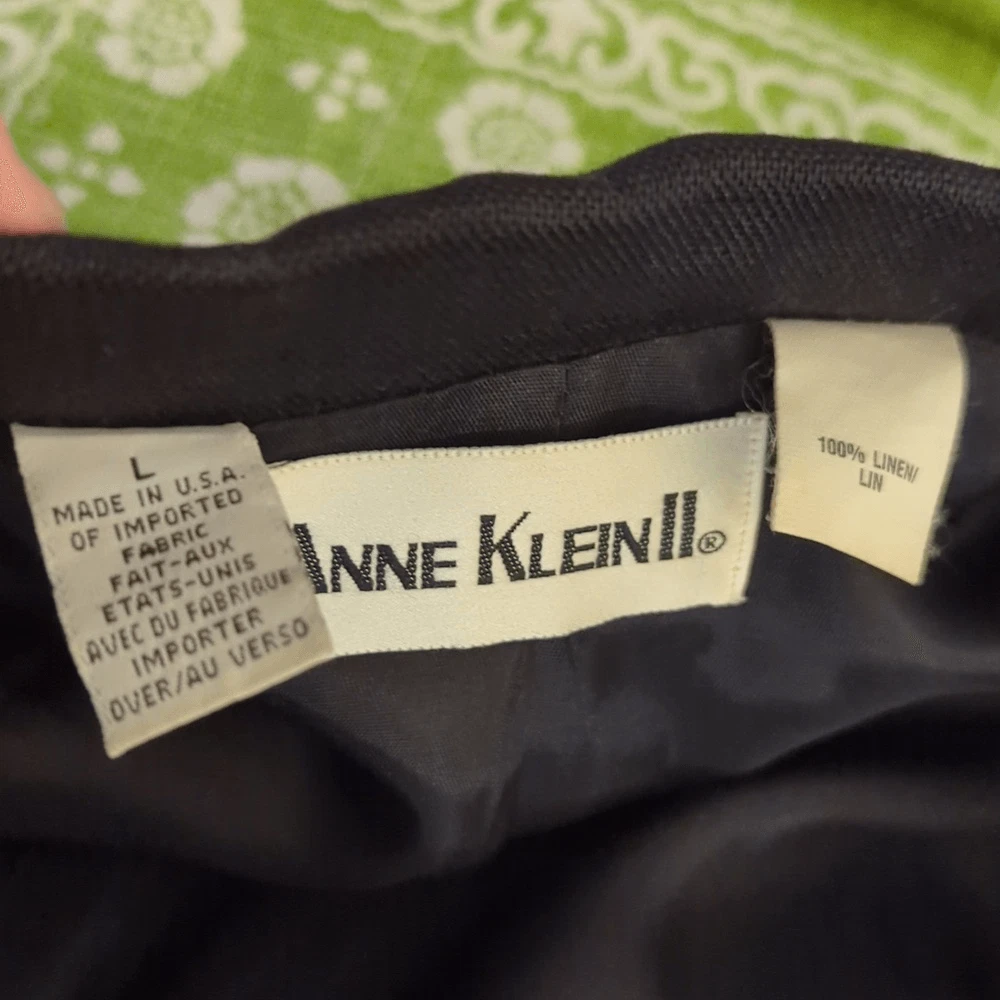 L
MADE IN U.S.A.
OF IMPORTED
FABRIC
FAIT-AUX
ETATS-UNIS
AVEC DU FABRIQUE
IMPORTER
OVER/AU VERSO
ANNE KLEIN II®
100% LINEN/
LIN